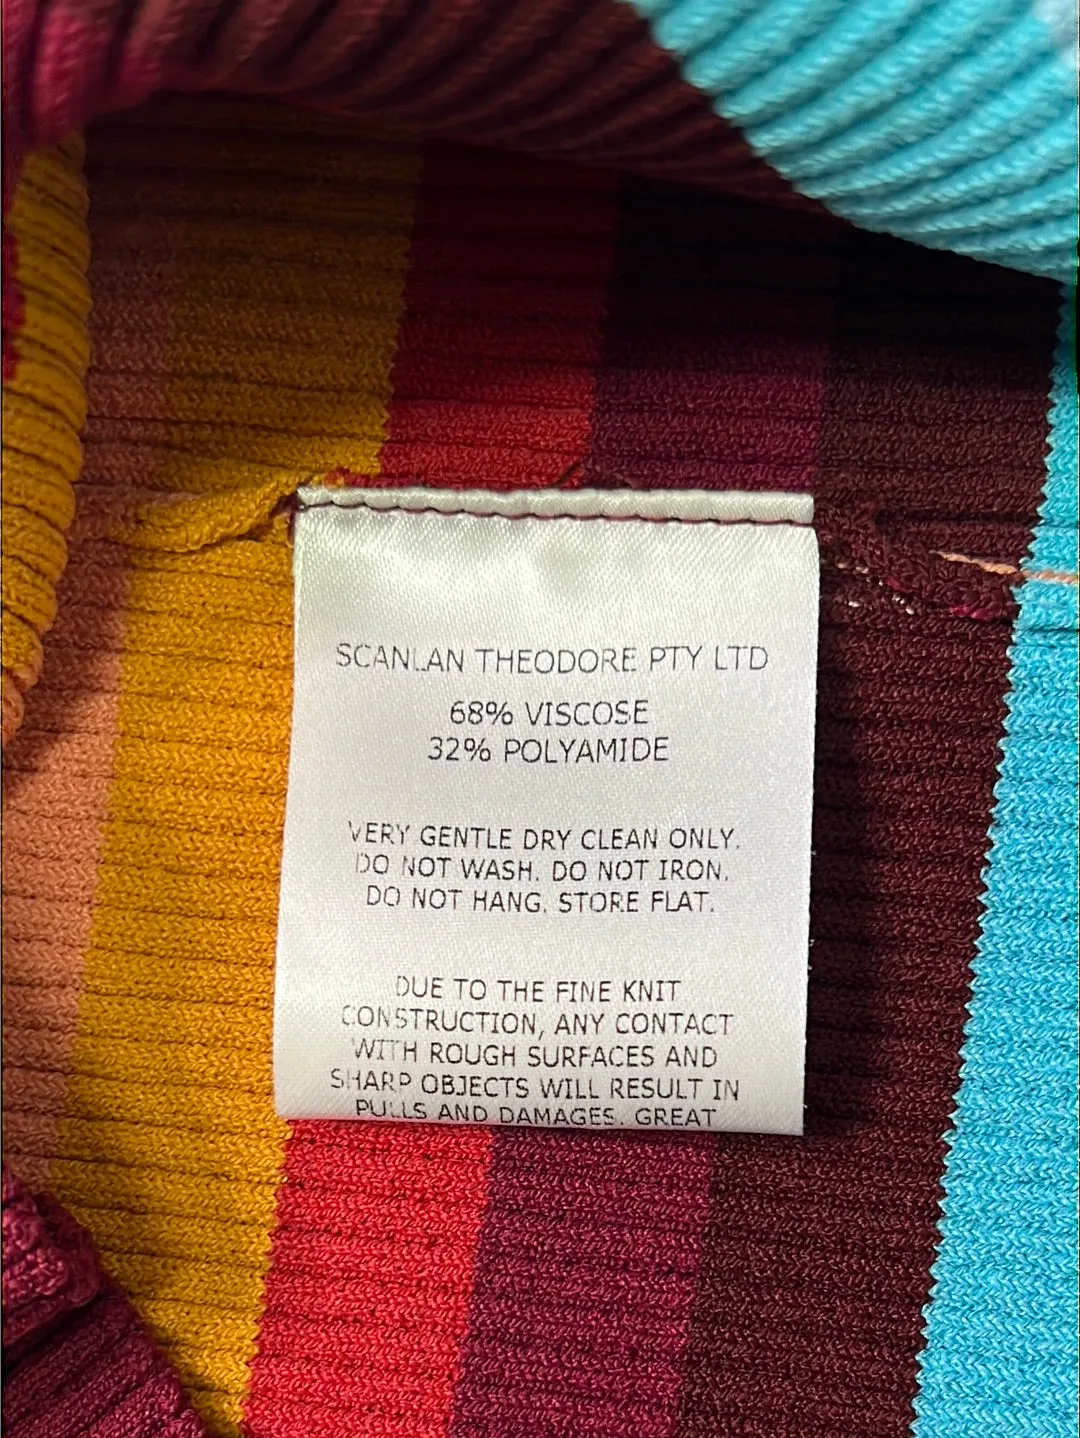 SCANLAN THEODORE PTY LTD
68% VISCOSE
32% POLYAMIDE
VERY GENTLE DRY CLEAN ONLY.
DO NOT WASH. DO NOT IRON.
DO NOT HANG. STORE FLAT.
DUE TO THE FINE KNIT
CONSTRUCTION, ANY CONTACT
WITH ROUGH SURFACES AND
SHARP OBJECTS WILL RESULT IN
PULLS AND DAMAGES. GREAT